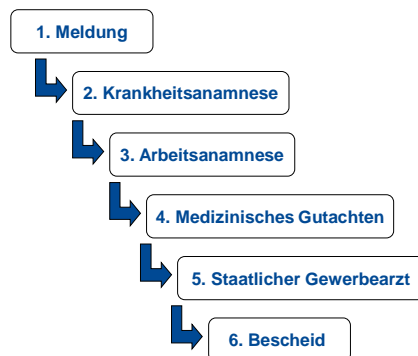 1. Meldung
2. Krankheitsanamnese
3. Arbeitsanamnese
4. Medizinisches Gutachten
5. Staatlicher Gewerbearzt
6. Bescheid